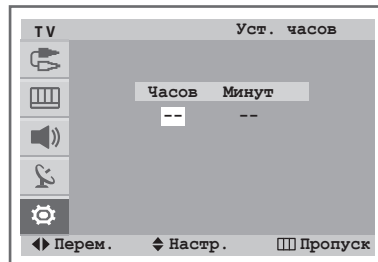 TV Уст. часов
Часов Минут
-- --
Перем. Настр. Пропуск